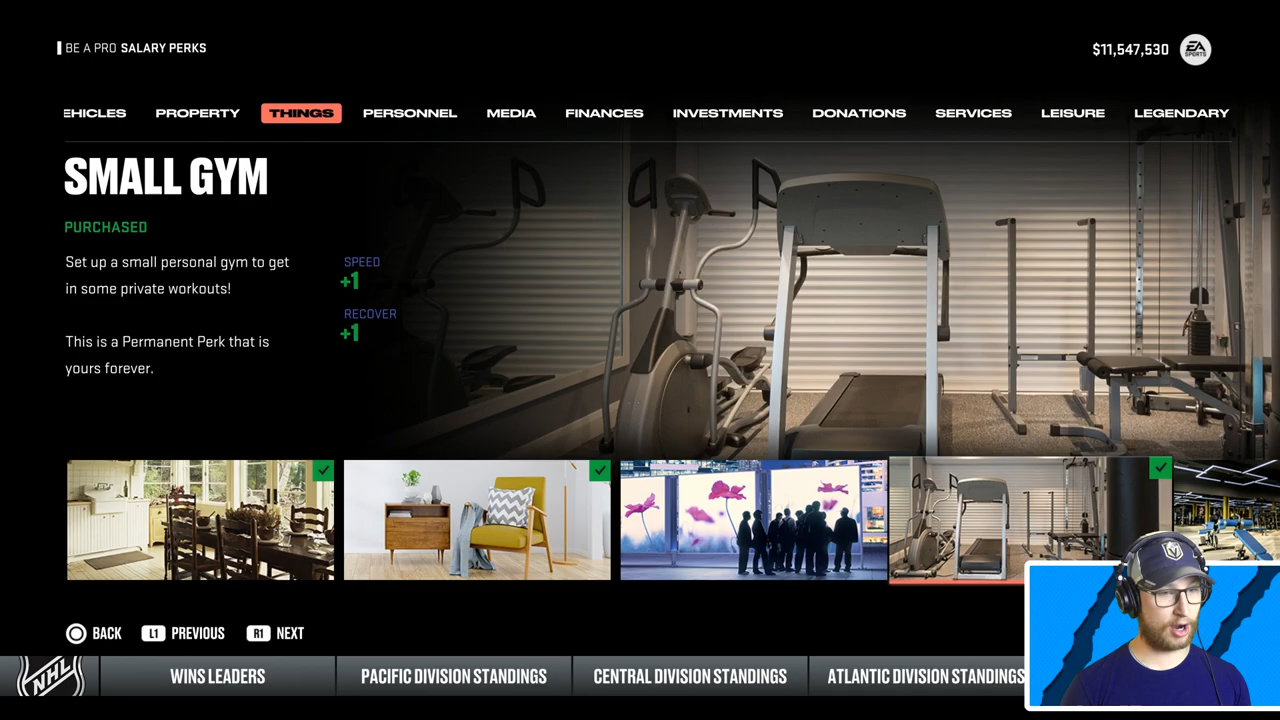 BE A PRO SALARY PERKS
$11,547,530
EA
SPORTS
EHICLES PROPERTY THINGS PERSONNEL MEDIA FINANCES INVESTMENTS DONATIONS SERVICES LEISURE LEGENDARY
SMALL GYM
PURCHASED
Set up a small personal gym to get
in some private workouts!
This is a Permanent Perk that is
yours forever.
SPEED
+1
RECOVER
+1
BACK L1 PREVIOUS R1 NEXT
NHL WINS LEADERS PACIFIC DIVISION STANDINGS CENTRAL DIVISION STANDINGS ATLANTIC DIVISION STANDINGS